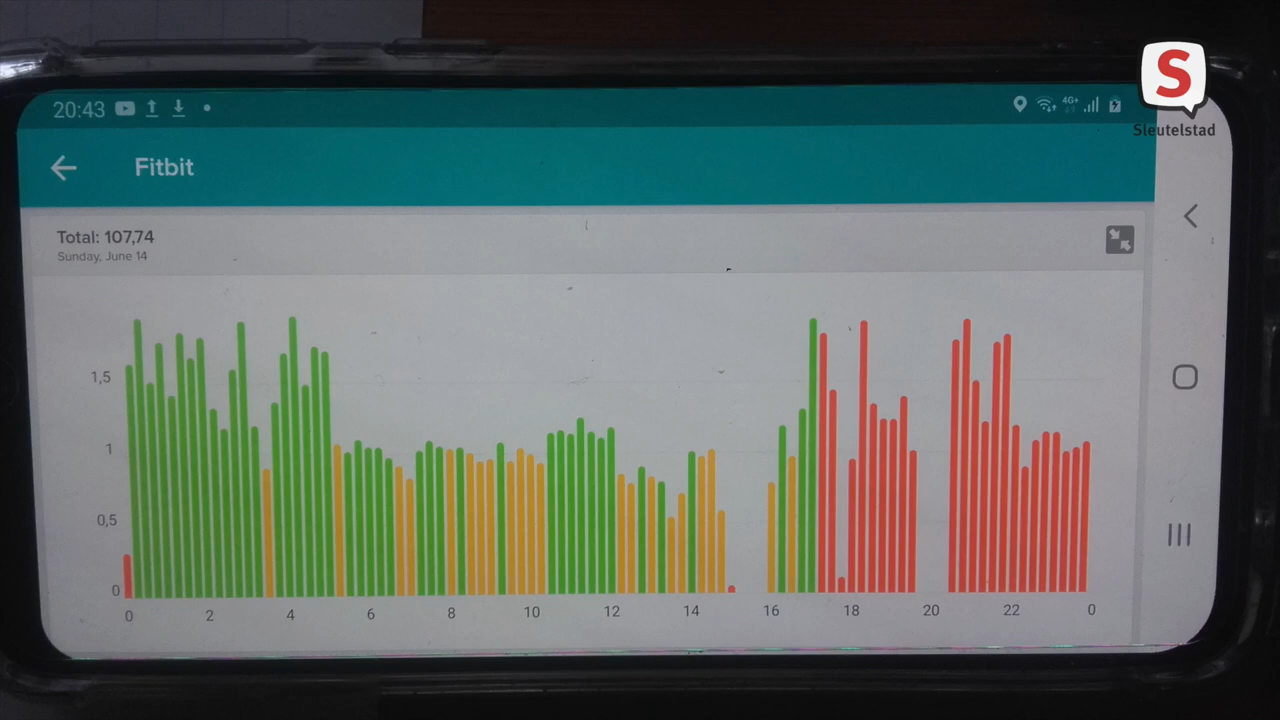 20:43
4G+
S
Sleutelstad
Fitbit
Total: 107,74
Sunday, June 14
1,5
1
0,5
0
0 2 4 6 8 10 12 14 16 18 20 22 0